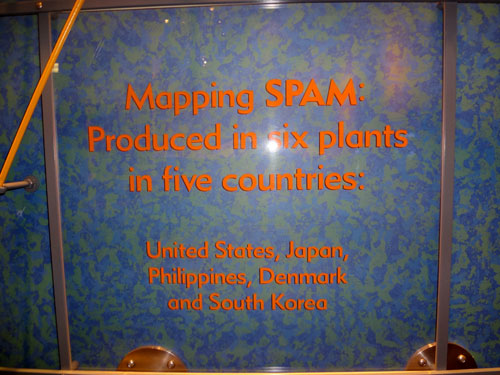 Mapping SPAM:
Produced in six plants
in five countries:
United States, Japan,
Philippines, Denmark
and South Korea